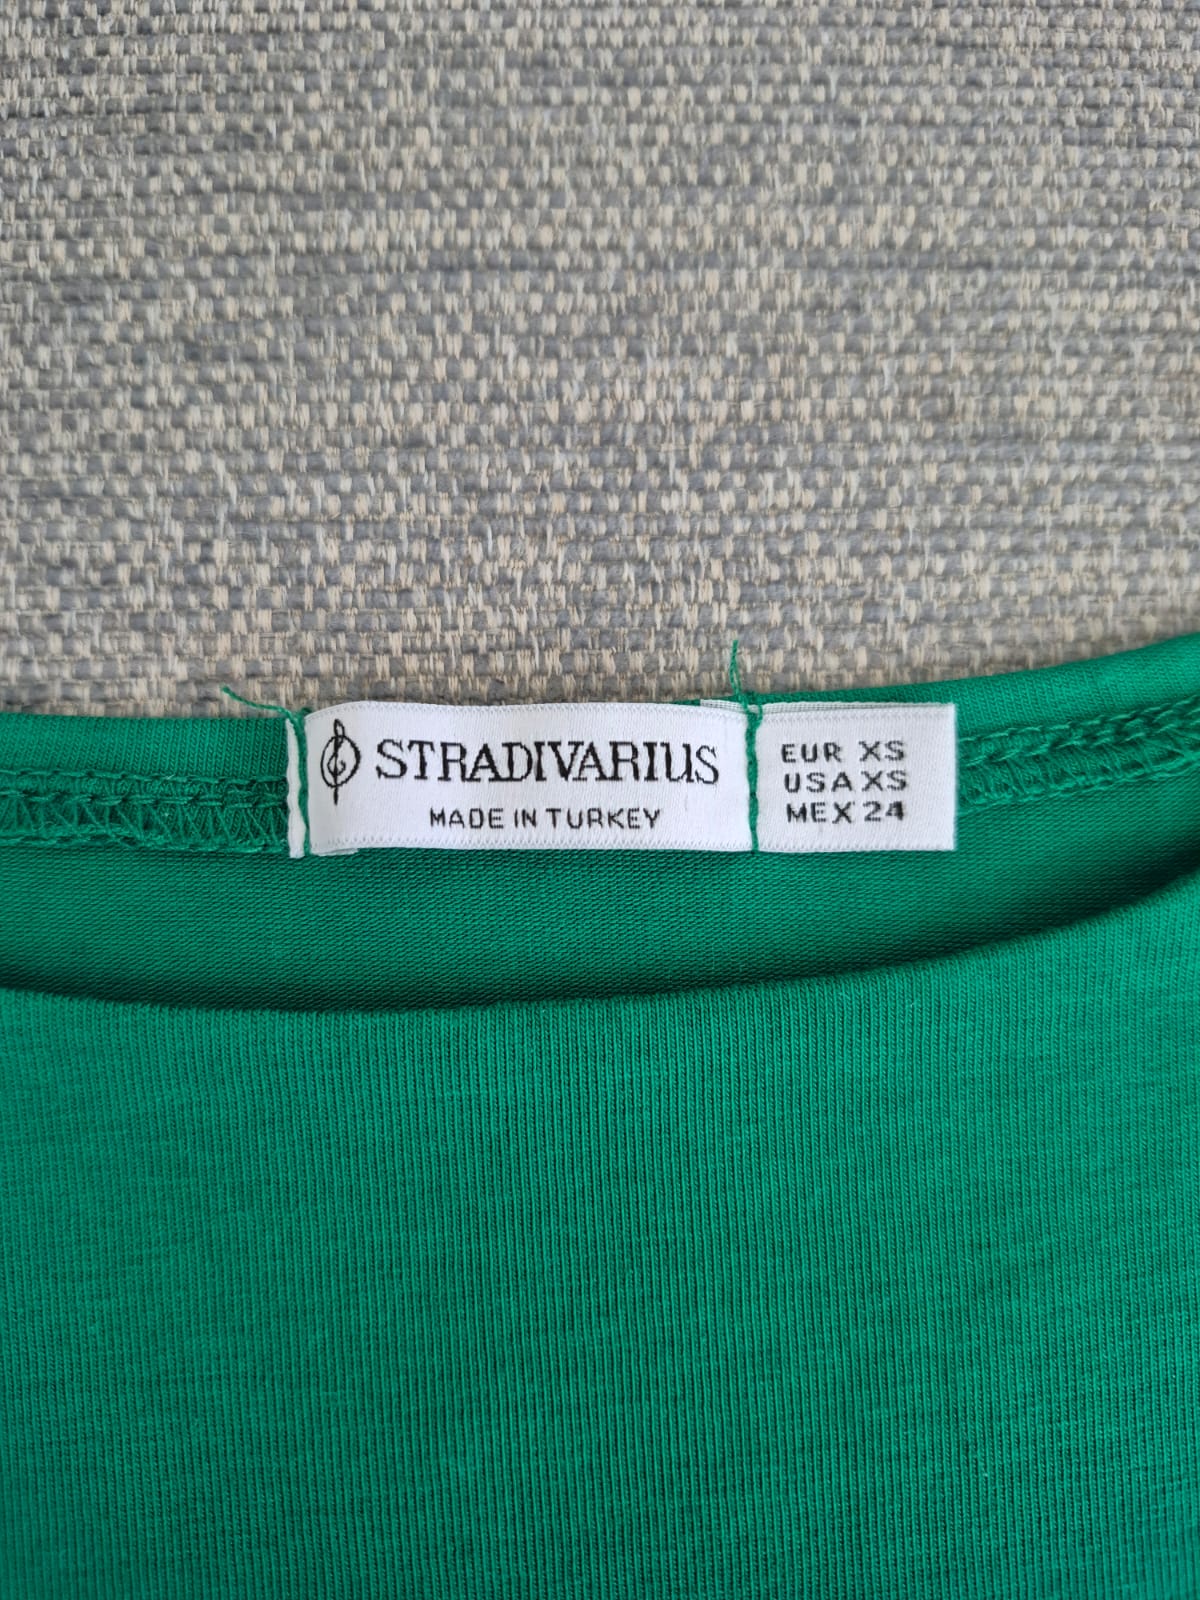 STRADIVARIUS
MADE IN TURKEY
EUR XS
USA XS
MEX 24